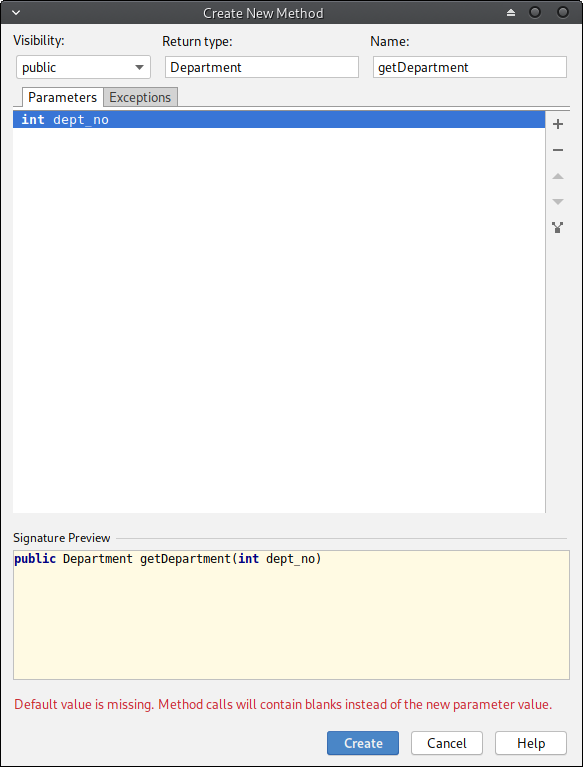 Create New Method
Visibility: Return type: Name:
public Department getDepartment
Parameters Exceptions
int dept_no
Signature Preview
public Department getDepartment(int dept_no)
Default value is missing. Method calls will contain blanks instead of the new parameter value.
Create Cancel Help